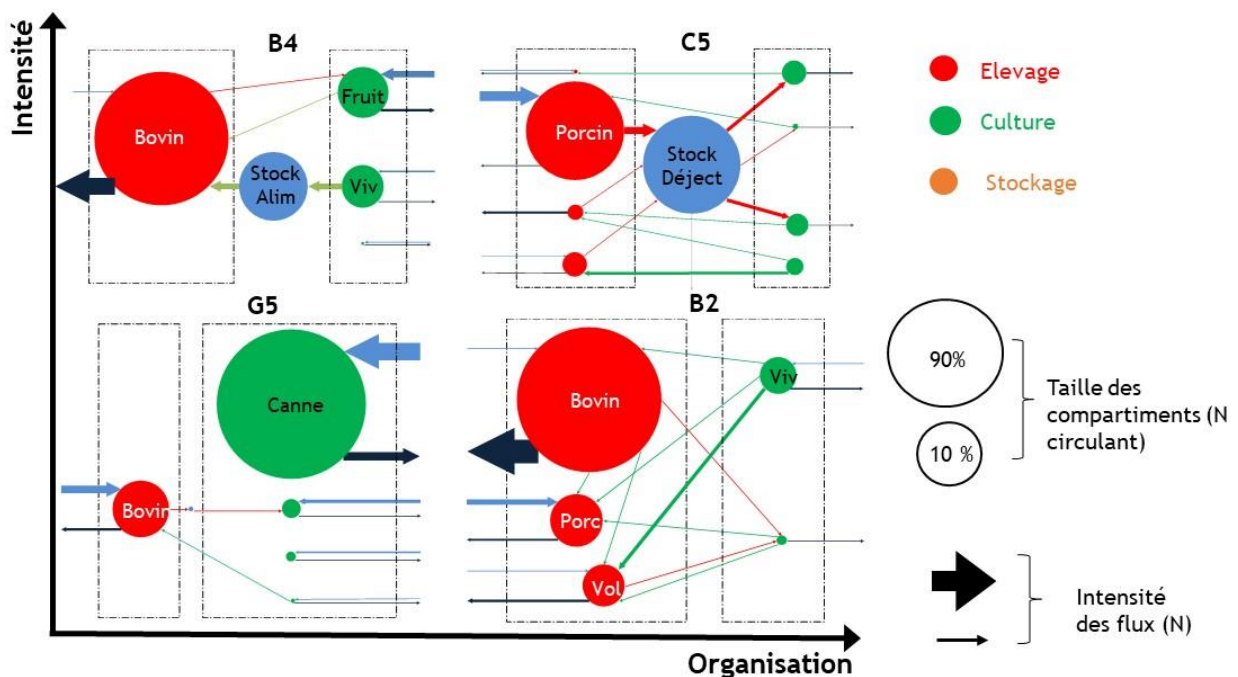 Intensité
B4
Bovin
Fruit
Stock
Alim
Viv
C5
Porcin
Stock
Déject
G5
Canne
Bovin
B2
Bovin
Viv
Porc
Vol
Organisation
Elevage
Culture
Stockage
90%
10 %
Taille des
compartiments (N
circulant)
Intensité
des flux (N)